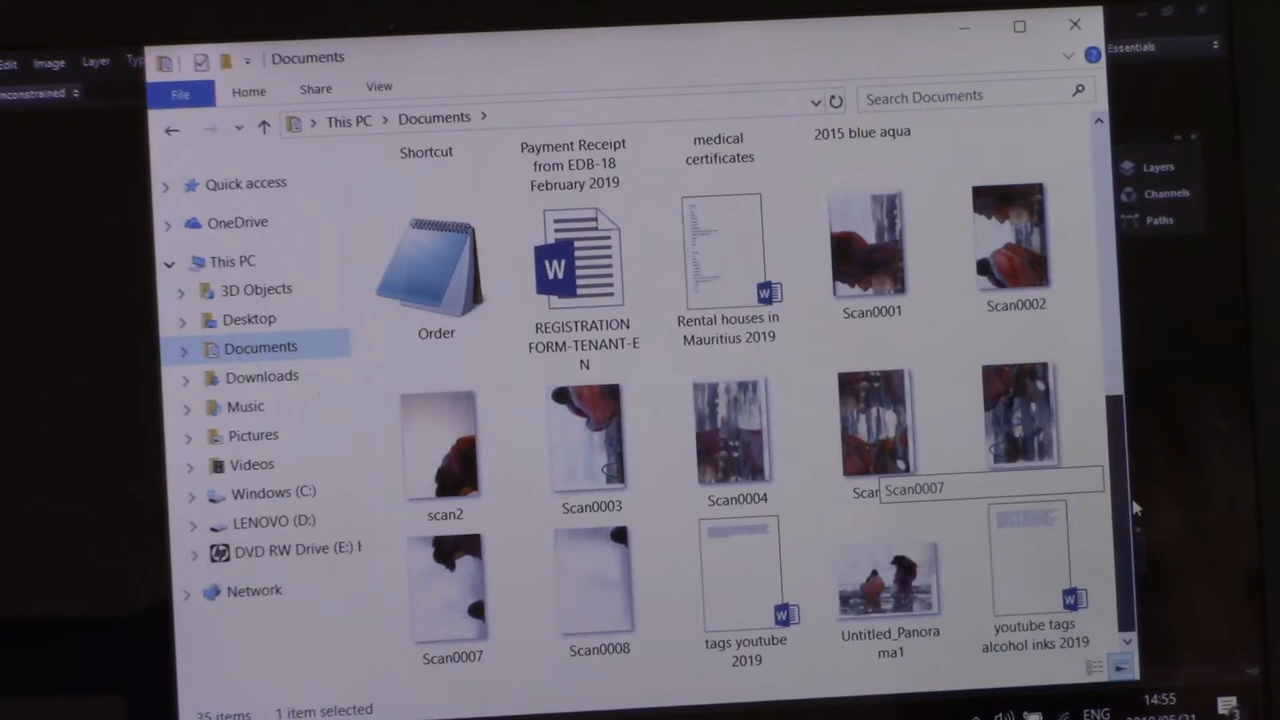 Edit
Image
Layer
Documents
Essentials
File
Home
Share
View
This PC
Documents
Search Documents
Shortcut
Payment Receipt
from EDB-18
February 2019
medical
certificates
2015 blue aqua
Quick access
OneDrive
This PC
3D Objects
Desktop
Documents
Downloads
Music
Pictures
Videos
Windows (C:)
LENOVO (D:)
DVD RW Drive (E:) H
Network
Order
REGISTRATION
FORM-TENANT-E
N
Rental houses in
Mauritius 2019
Scan0001
Scan0002
scan2
Scan0003
Scan0004
Scan0007
Scan0007
Scan0008
tags youtube
2019
Untitled_Panora
ma1
youtube tags
alcohol inks 2019
Layers
Channels
Paths
35 items
1 item selected
ENG
14:55